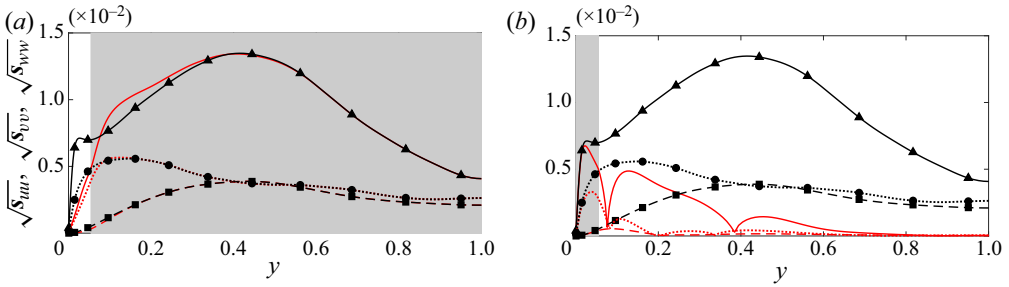 (a) (×10⁻²) (b) (×10⁻²)
1.5 1.5
1.0 1.0
0.5 0.5
√s_uu, √s_vv, √s_ww
0 0.2 0.4 0.6 0.8 1.0 0 0.2 0.4 0.6 0.8 1.0
y y